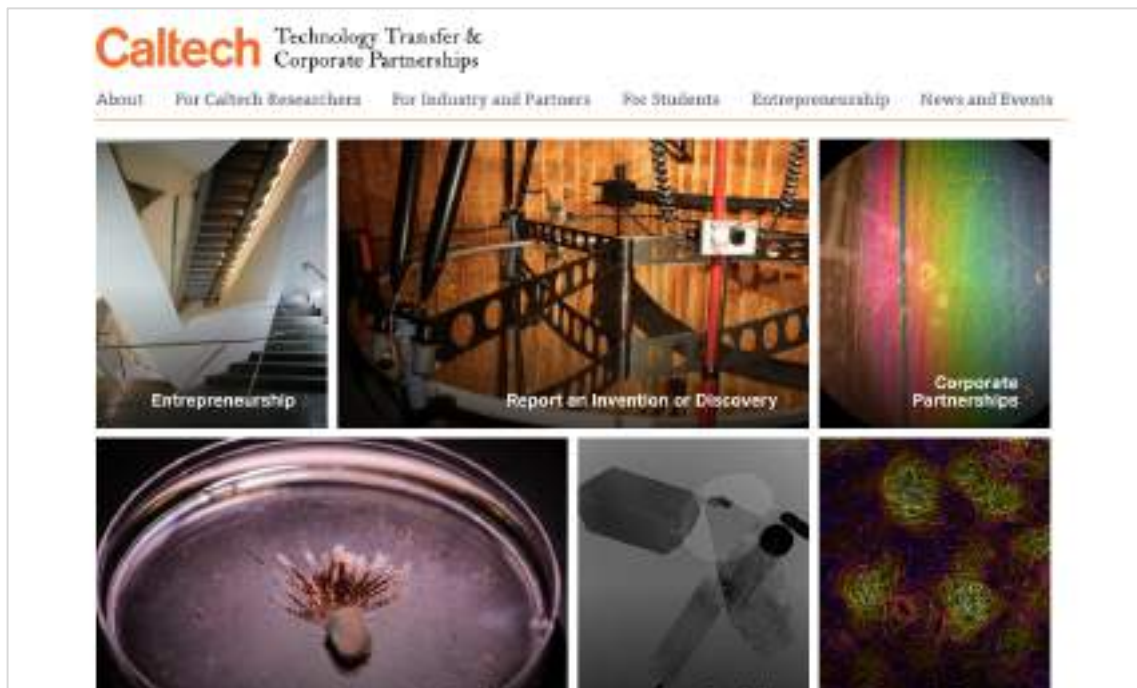 Caltech Technology Transfer &
Corporate Partnerships
About For Caltech Researchers For Industry and Partners For Students Entrepreneurship News and Events
Entrepreneurship
Report an Invention or Discovery
Corporate
Partnerships